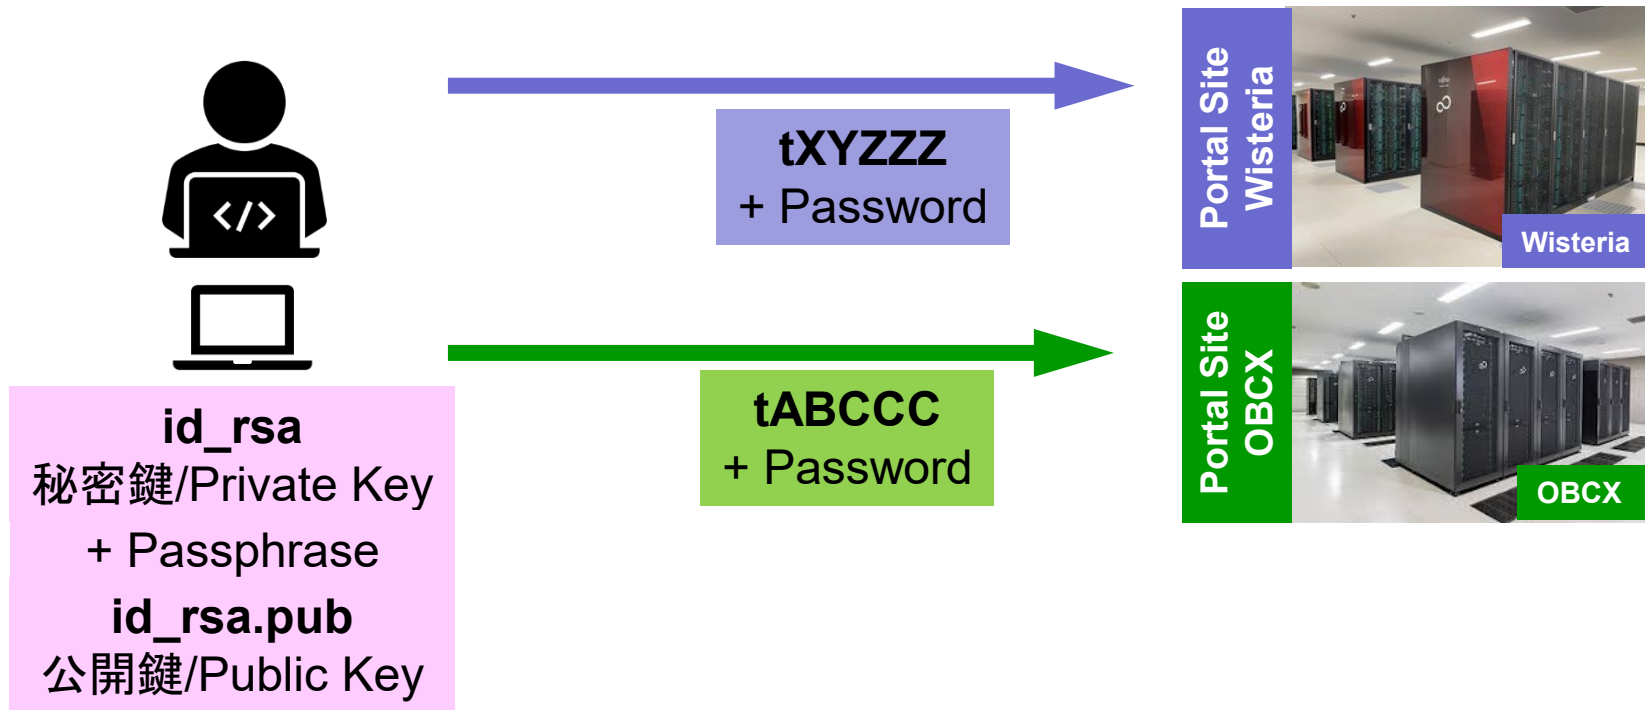 </>
tXYZZZ
+ Password
Portal Site
Wisteria
Wisteria
id_rsa
秘密鍵/Private Key
+ Passphrase
id_rsa.pub
公開鍵/Public Key
tABCCC
+ Password
Portal Site
OBCX
OBCX